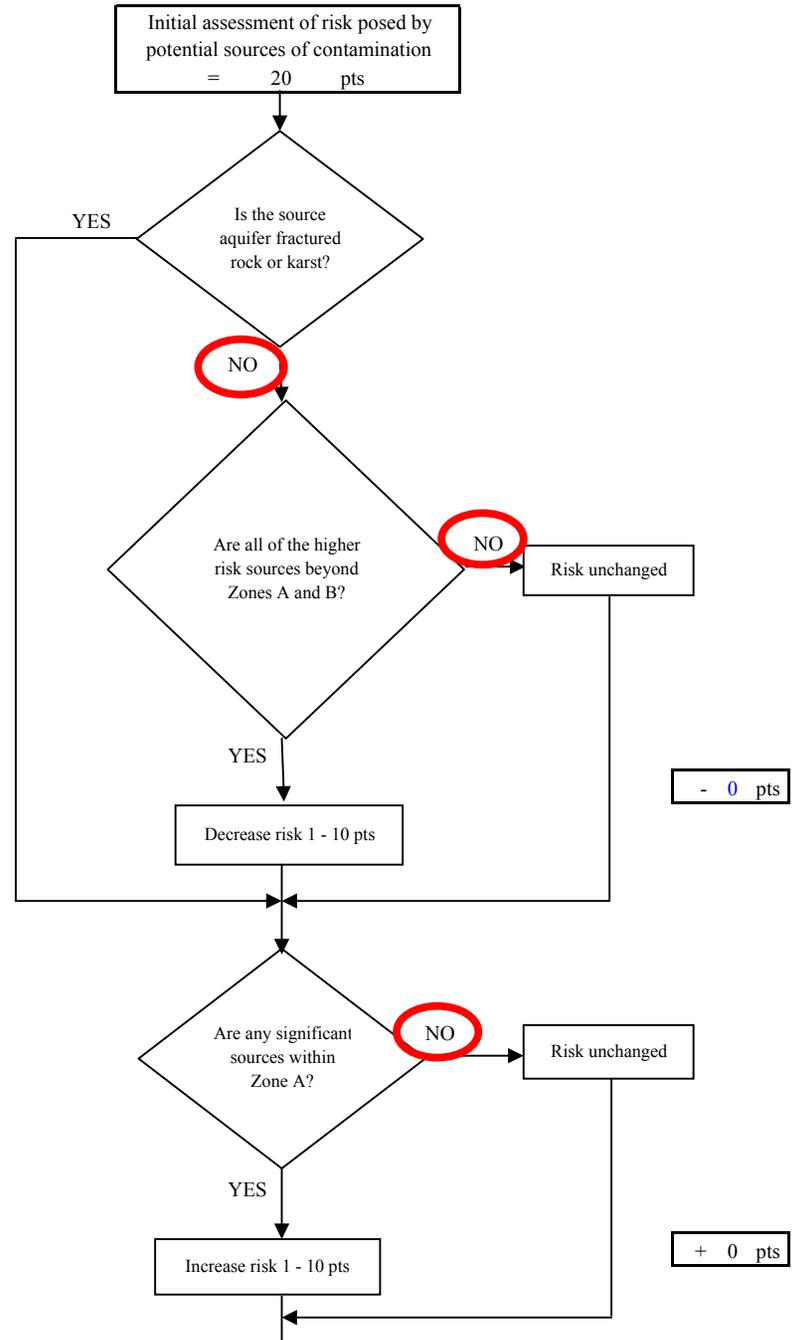 Initial assessment of risk posed by
potential sources of contamination
= 20 pts
Is the source
aquifer fractured
rock or karst?
YES
NO
Are all of the higher
risk sources beyond
Zones A and B?
NO
Risk unchanged
YES
- 0 pts
Decrease risk 1 - 10 pts
Are any significant
sources within
Zone A?
NO
Risk unchanged
YES
+ 0 pts
Increase risk 1 - 10 pts